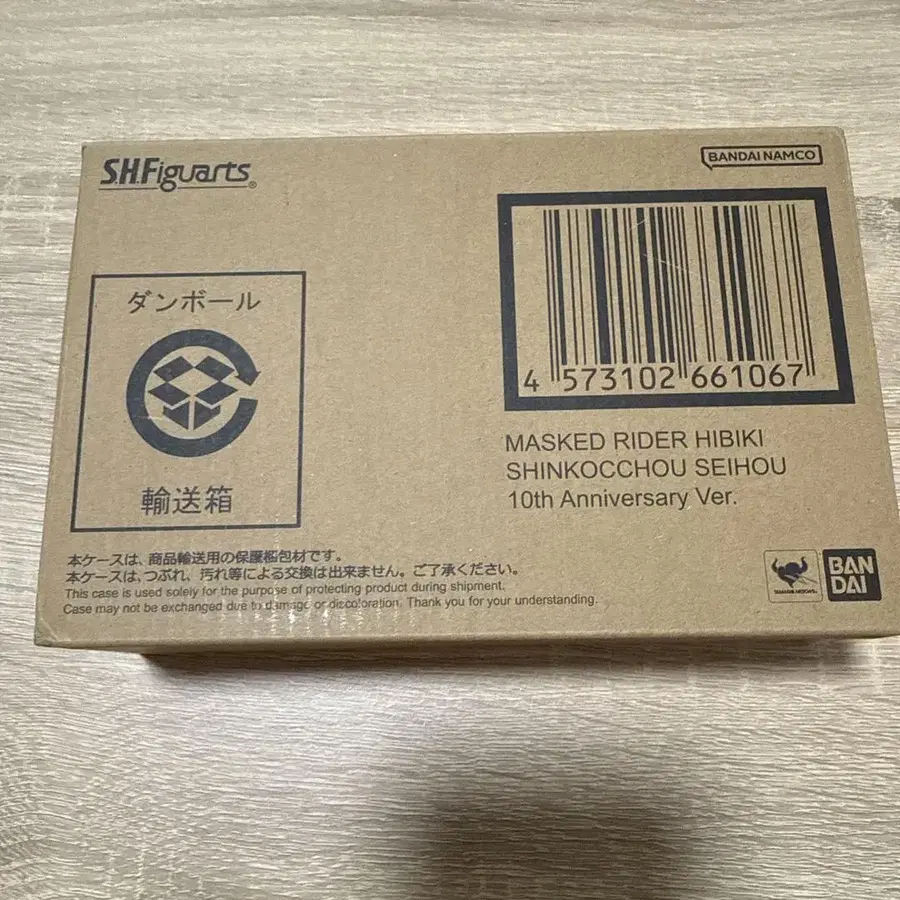 S.H.Figuarts®
BANDAI NAMCO
ダンボール
輸送箱
4 573102 661067
MASKED RIDER HIBIKI
SHINKOCCHOU SEIHOU
10th Anniversary Ver.
本ケースは、商品輸送用の保護梱包材です。
本ケースは、つぶれ、汚れ等による交換は出来ません。ご了承ください。
This case is used solely for the purpose of protecting product during shipment.
Case may not be exchanged due to damage or discoloration. Thank you for your understanding.
TAMASHII NATIONS
BAN
DAI